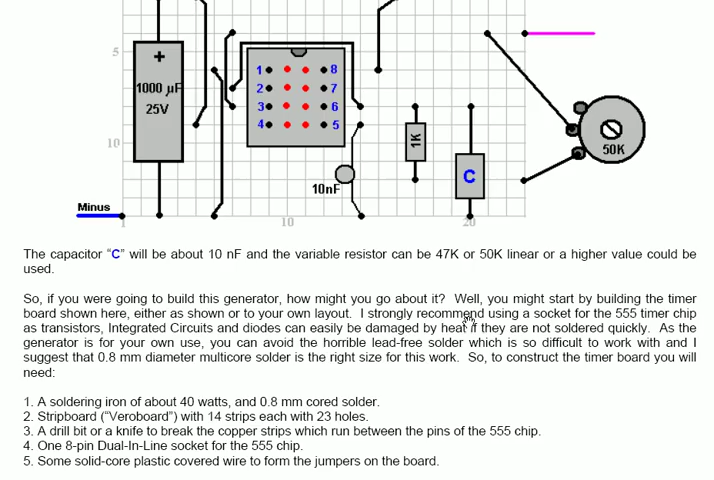 5
+
1000 µF
25V
1 8
2 7
3 6
4 5
1K
50K
10
C
10nF
Minus
1 10 20
The capacitor “C” will be about 10 nF and the variable resistor can be 47K or 50K linear or a higher value could be
used.
So, if you were going to build this generator, how might you go about it? Well, you might start by building the timer
board shown here, either as shown or to your own layout. I strongly recommend using a socket for the 555 timer chip
as transistors, Integrated Circuits and diodes can easily be damaged by heat if they are not soldered quickly. As the
generator is for your own use, you can avoid the horrible lead-free solder which is so difficult to work with and I
suggest that 0.8 mm diameter multicore solder is the right size for this work. So, to construct the timer board you will
need:
1. A soldering iron of about 40 watts, and 0.8 mm cored solder.
2. Stripboard (“Veroboard”) with 14 strips each with 23 holes.
3. A drill bit or a knife to break the copper strips which run between the pins of the 555 chip.
4. One 8-pin Dual-In-Line socket for the 555 chip.
5. Some solid-core plastic covered wire to form the jumpers on the board.